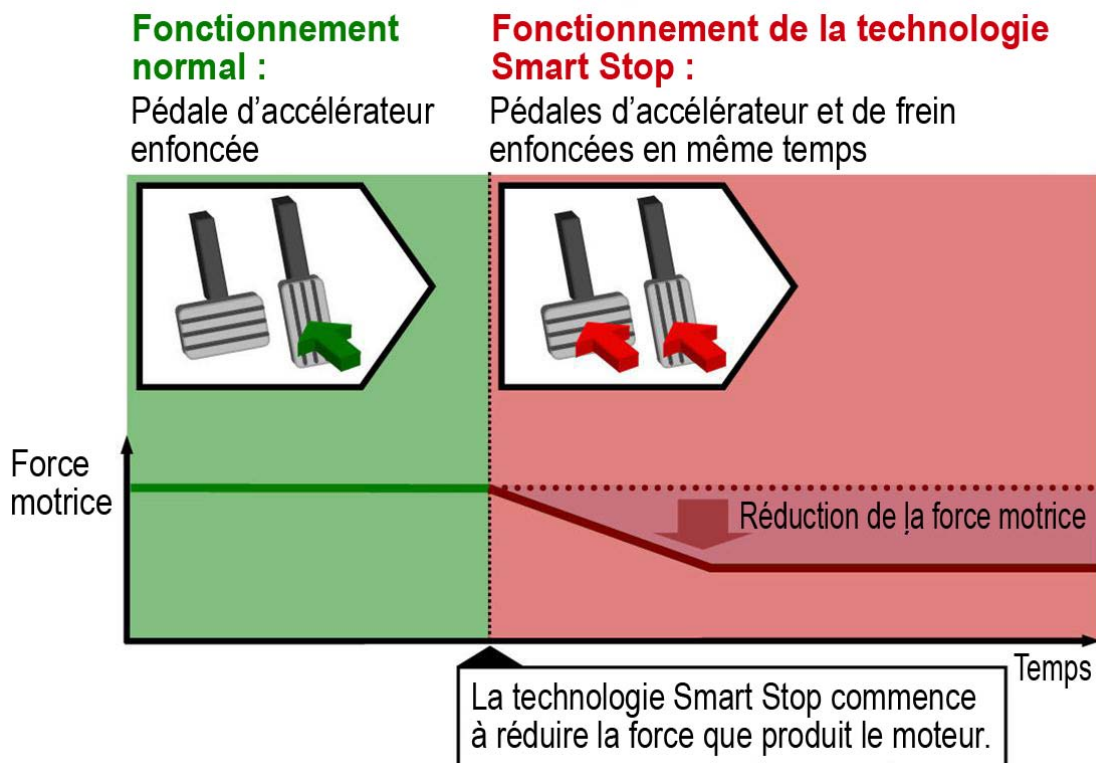 Fonctionnement
normal :
Pédale d’accélérateur
enfoncée
Fonctionnement de la technologie
Smart Stop :
Pédales d’accélérateur et de frein
enfoncées en même temps
Force
motrice
Réduction de la force motrice
Temps
La technologie Smart Stop commence
à réduire la force que produit le moteur.